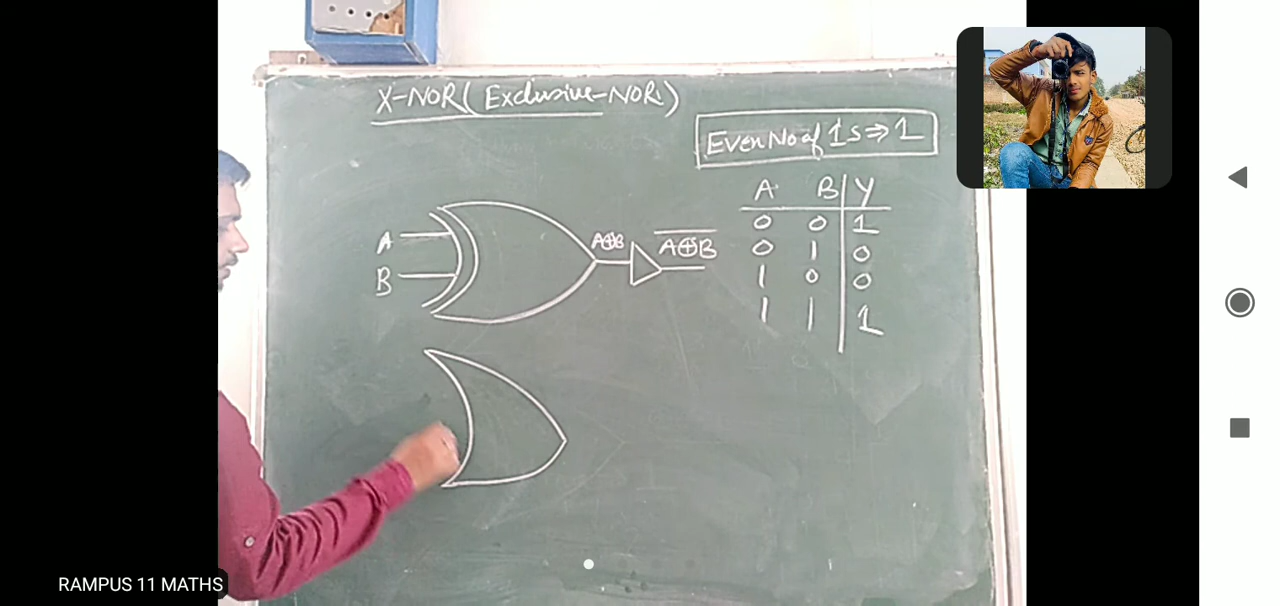 X-NOR (Exclusive-NOR)
Even No of 1s ⇒ 1
A B Y
0 0 1
0 1 0
1 0 0
1 1 1
A
B
A⊕B
A̅⊕̅B̅
RAMPUS 11 MATHS